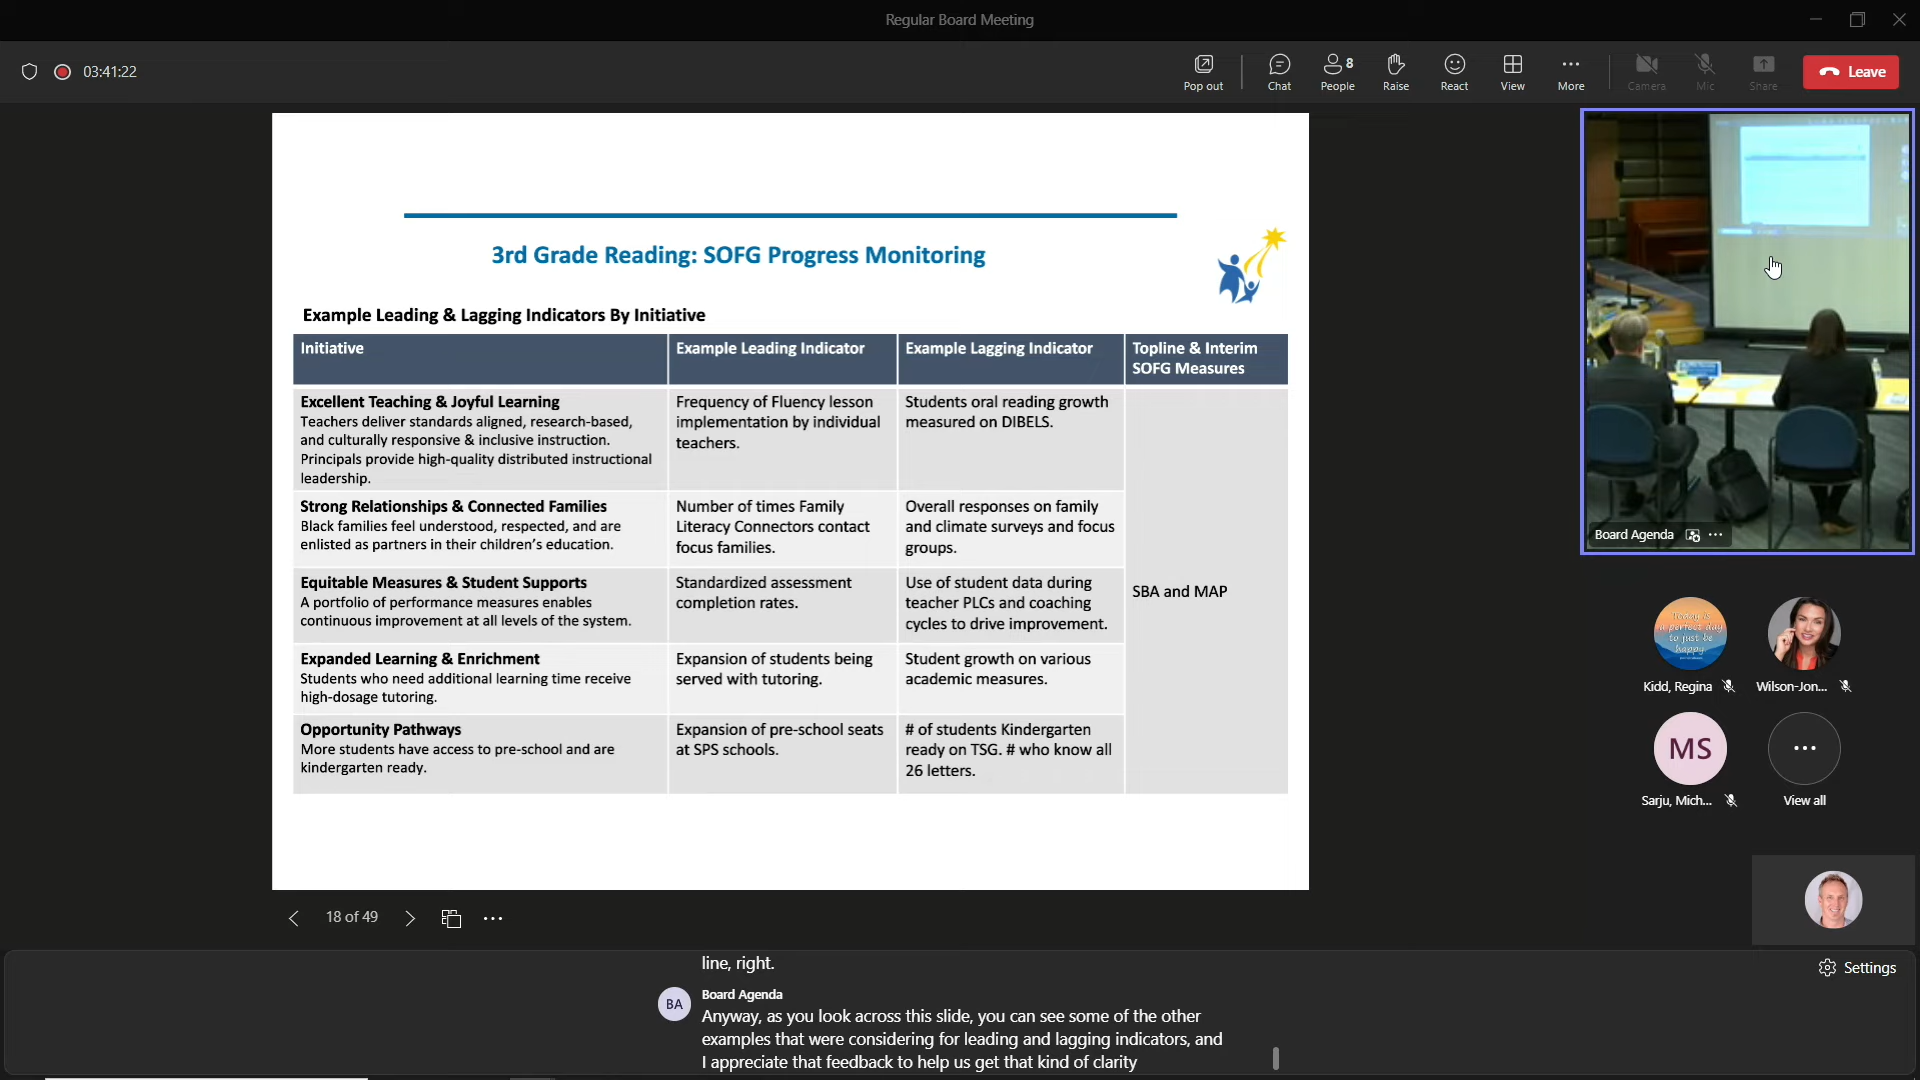 Regular Board Meeting
03:41:22
Pop out
Chat
8
People
Raise
React
View
More
Camera
Mic
Share
Leave
3rd Grade Reading: SOFG Progress Monitoring
Example Leading & Lagging Indicators By Initiative
Initiative
Example Leading Indicator
Example Lagging Indicator
Topline & Interim
SOFG Measures
Excellent Teaching & Joyful Learning
Teachers deliver standards aligned, research-based,
and culturally responsive & inclusive instruction.
Principals provide high-quality distributed instructional
leadership.
Frequency of Fluency lesson
implementation by individual
teachers.
Students oral reading growth
measured on DIBELS.
Strong Relationships & Connected Families
Black families feel understood, respected, and are
enlisted as partners in their children's education.
Number of times Family
Literacy Connectors contact
focus families.
Overall responses on family
and climate surveys and focus
groups.
Equitable Measures & Student Supports
A portfolio of performance measures enables
continuous improvement at all levels of the system.
Standardized assessment
completion rates.
Use of student data during
teacher PLCs and coaching
cycles to drive improvement.
SBA and MAP
Expanded Learning & Enrichment
Students who need additional learning time receive
high-dosage tutoring.
Expansion of students being
served with tutoring.
Student growth on various
academic measures.
Opportunity Pathways
More students have access to pre-school and are
kindergarten ready.
Expansion of pre-school seats
at SPS schools.
# of students Kindergarten
ready on TSG. # who know all
26 letters.
Board Agenda
Today is
a perfect day
to just be
happy
Kidd, Regina
Wilson-Jon...
MS
Sarju, Mich...
View all
18 of 49
line, right.
Settings
BA
Board Agenda
Anyway, as you look across this slide, you can see some of the other
examples that were considering for leading and lagging indicators, and
I appreciate that feedback to help us get that kind of clarity